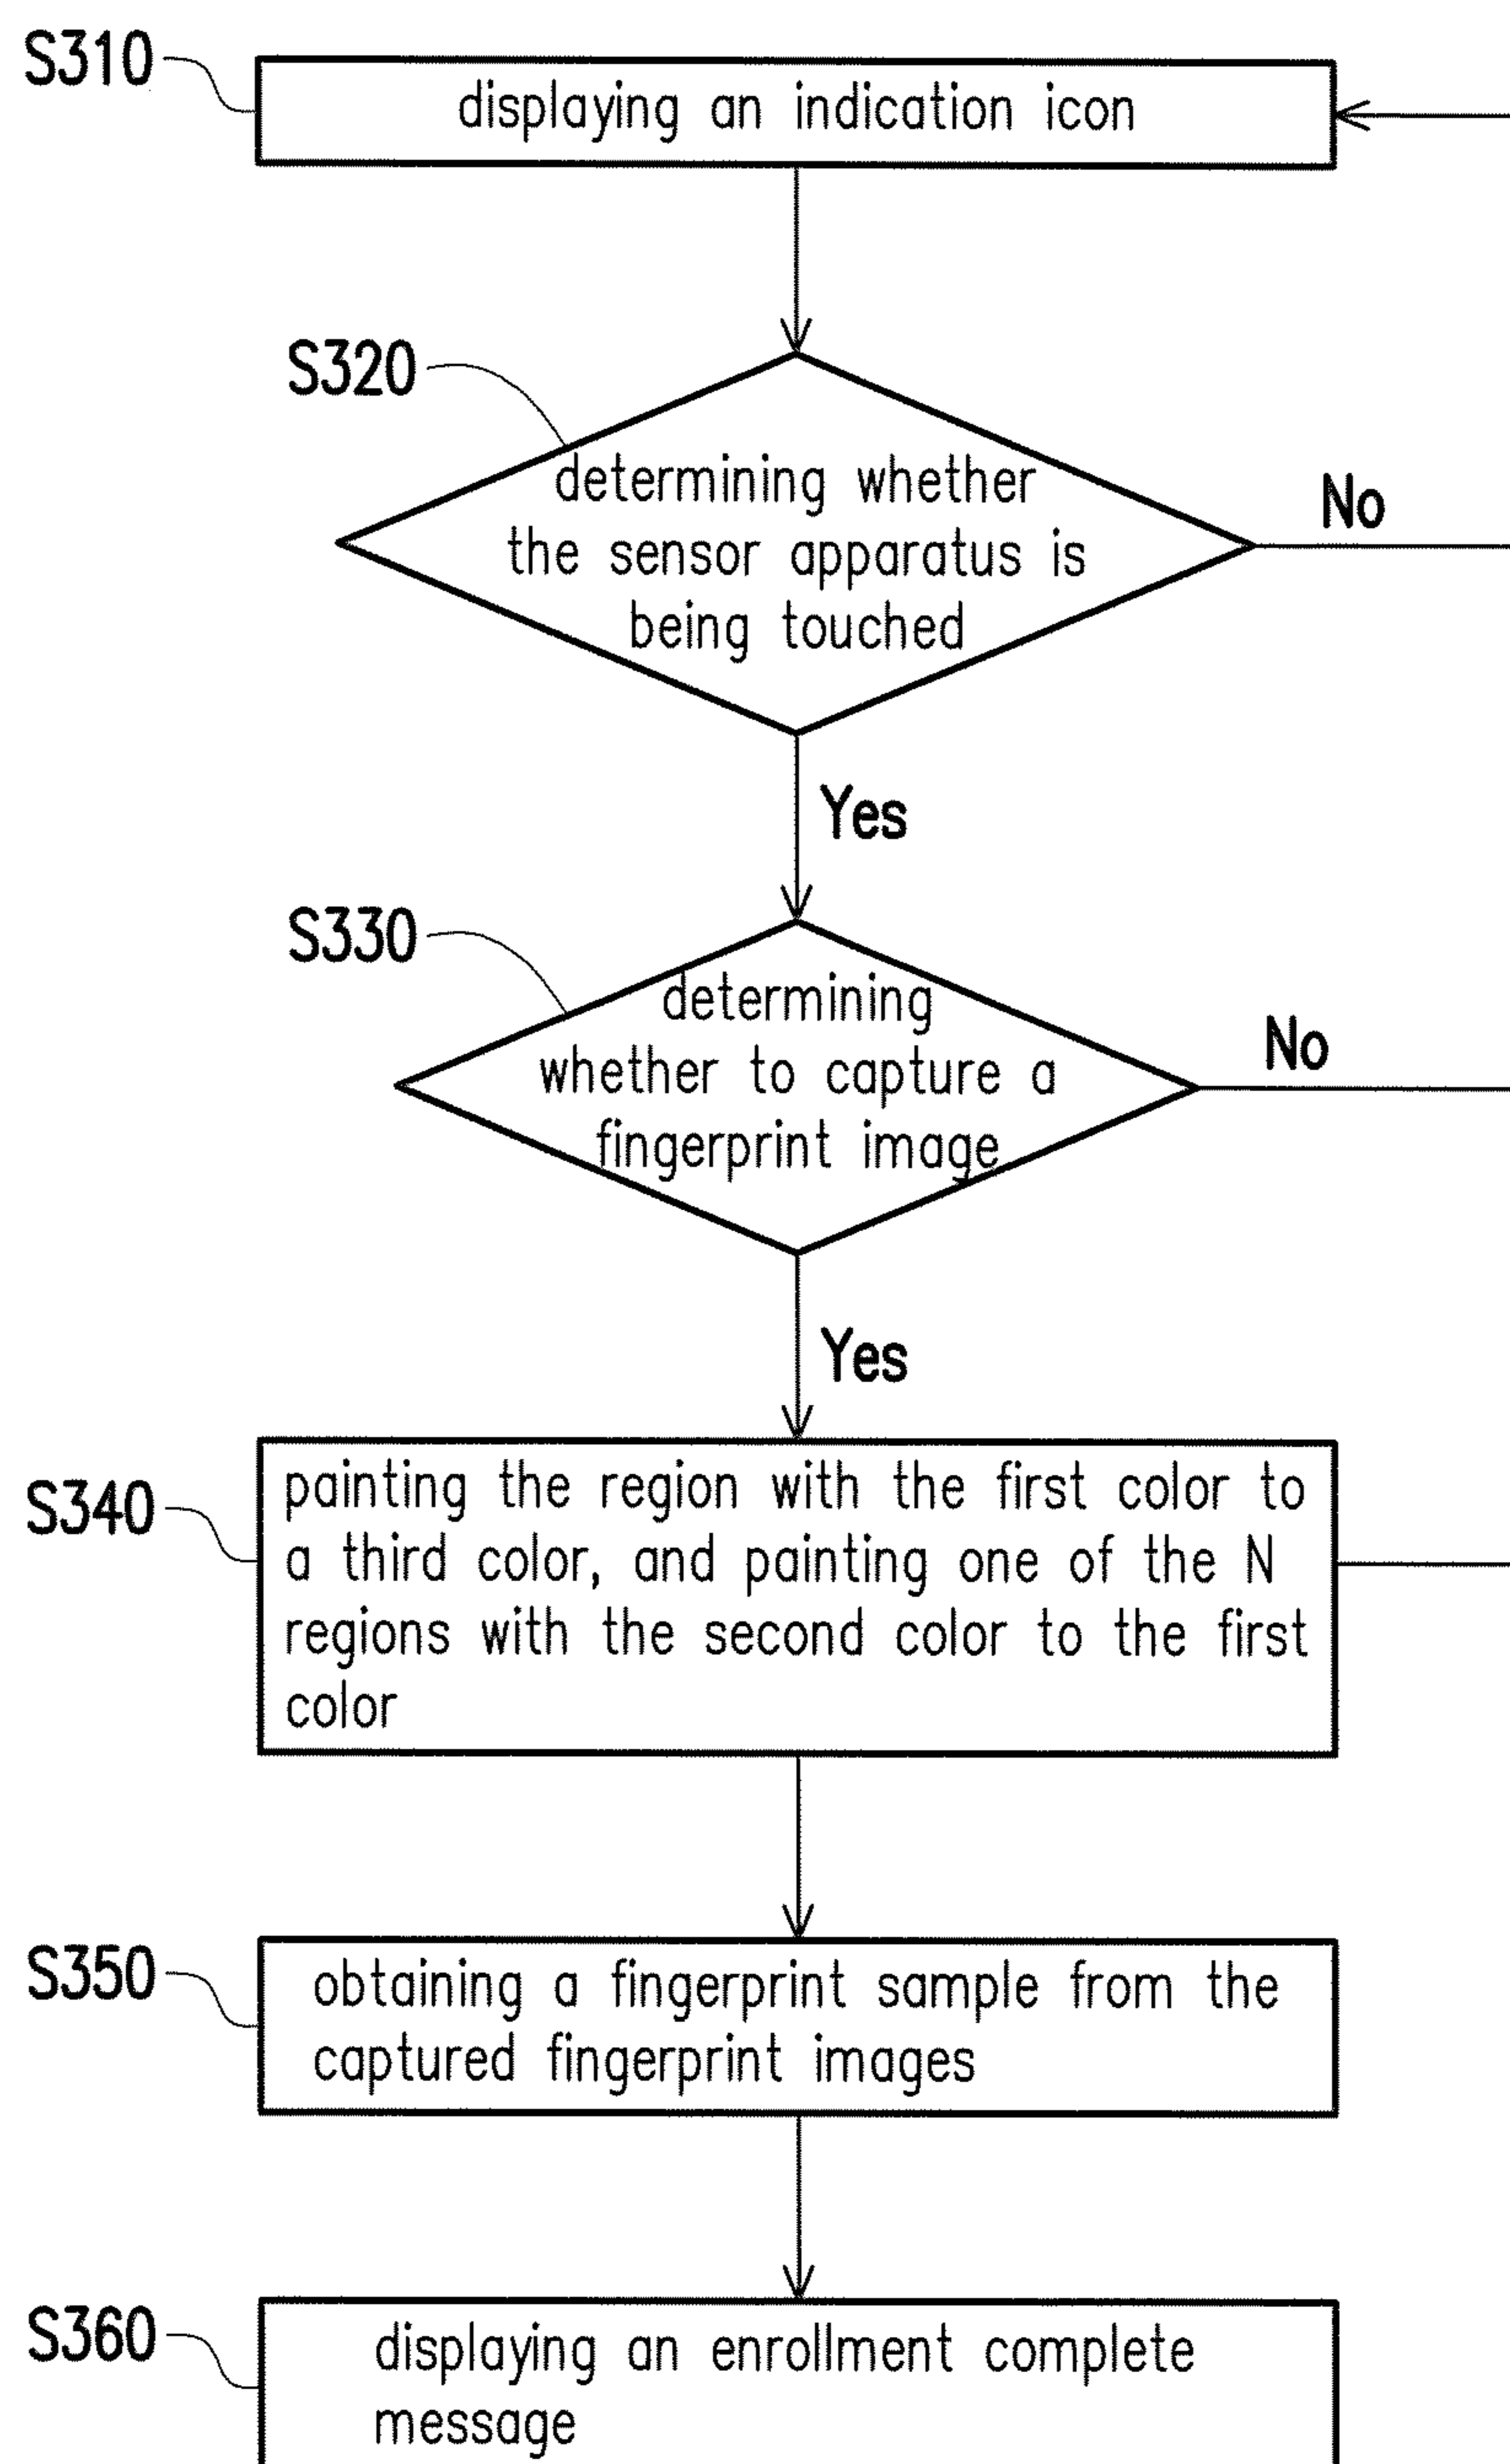 S310
displaying an indication icon
S320
determining whether
the sensor apparatus is
being touched
No
Yes
S330
determining
whether to capture a
fingerprint image
No
Yes
S340
painting the region with the first color to
a third color, and painting one of the N
regions with the second color to the first
color
S350
obtaining a fingerprint sample from the
captured fingerprint images
S360
displaying an enrollment complete
message